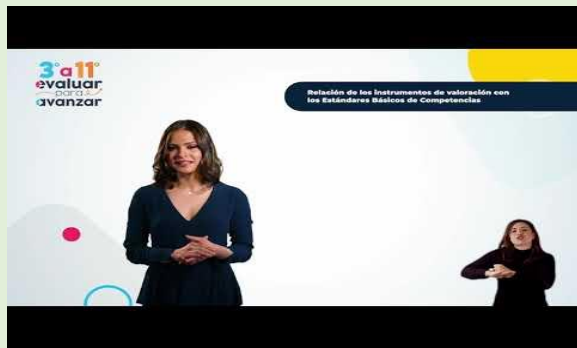 3° a 11°
evaluar
para
avanzar
Relación de los instrumentos de valoración con
los Estándares Básicos de Competencias